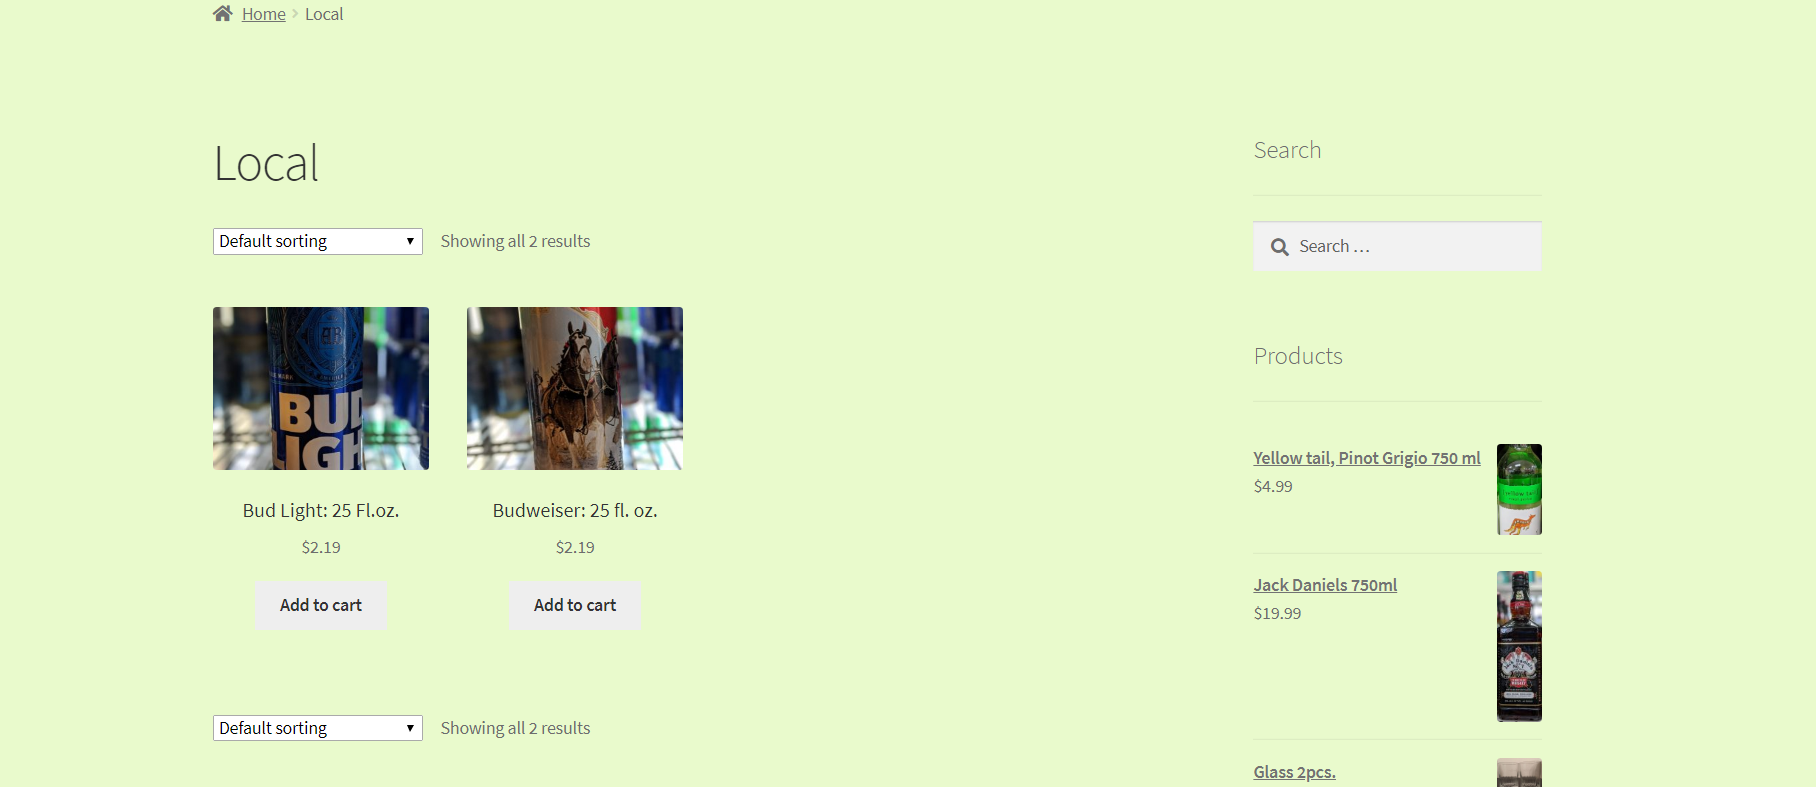 Home > Local
Local
Default sorting
Showing all 2 results
BUD
LIGH
Bud Light: 25 Fl.oz.
$2.19
Add to cart
Budweiser: 25 fl. oz.
$2.19
Add to cart
Default sorting
Showing all 2 results
Search
Search …
Products
Yellow tail, Pinot Grigio 750 ml
$4.99
Jack Daniels 750ml
$19.99
Glass 2pcs.